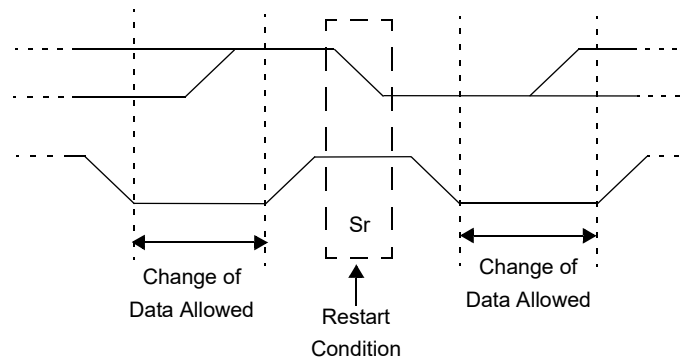 Sr
Change of
Data Allowed
Restart
Condition
Change of
Data Allowed